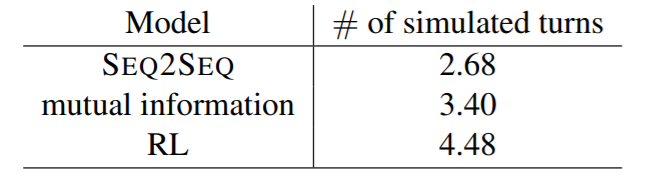 Model # of simulated turns
SEQ2SEQ 2.68
mutual information 3.40
RL 4.48